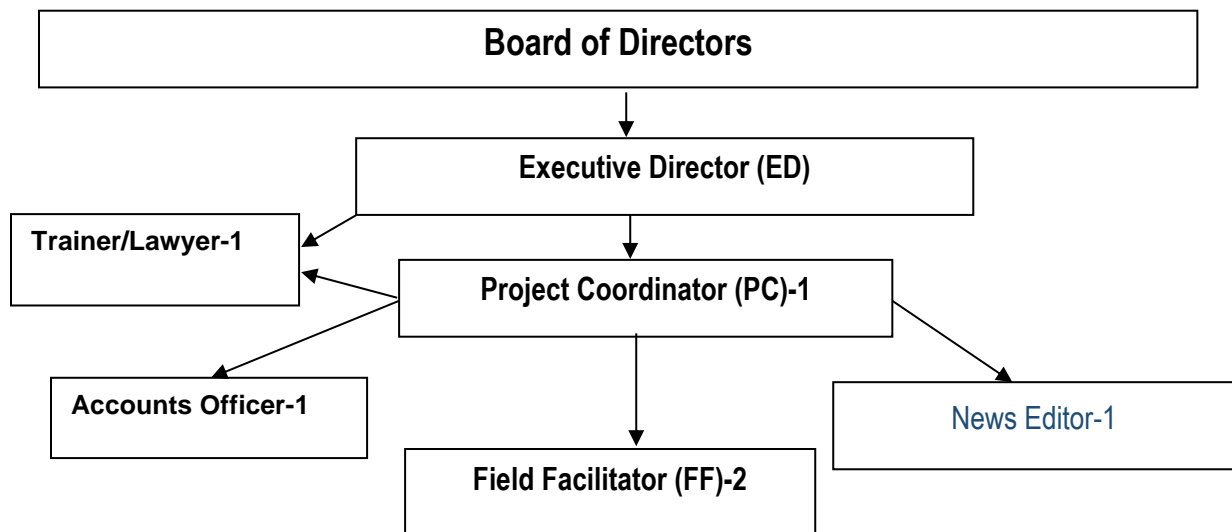 Board of Directors
Executive Director (ED)
Trainer/Lawyer-1
Project Coordinator (PC)-1
Accounts Officer-1
News Editor-1
Field Facilitator (FF)-2